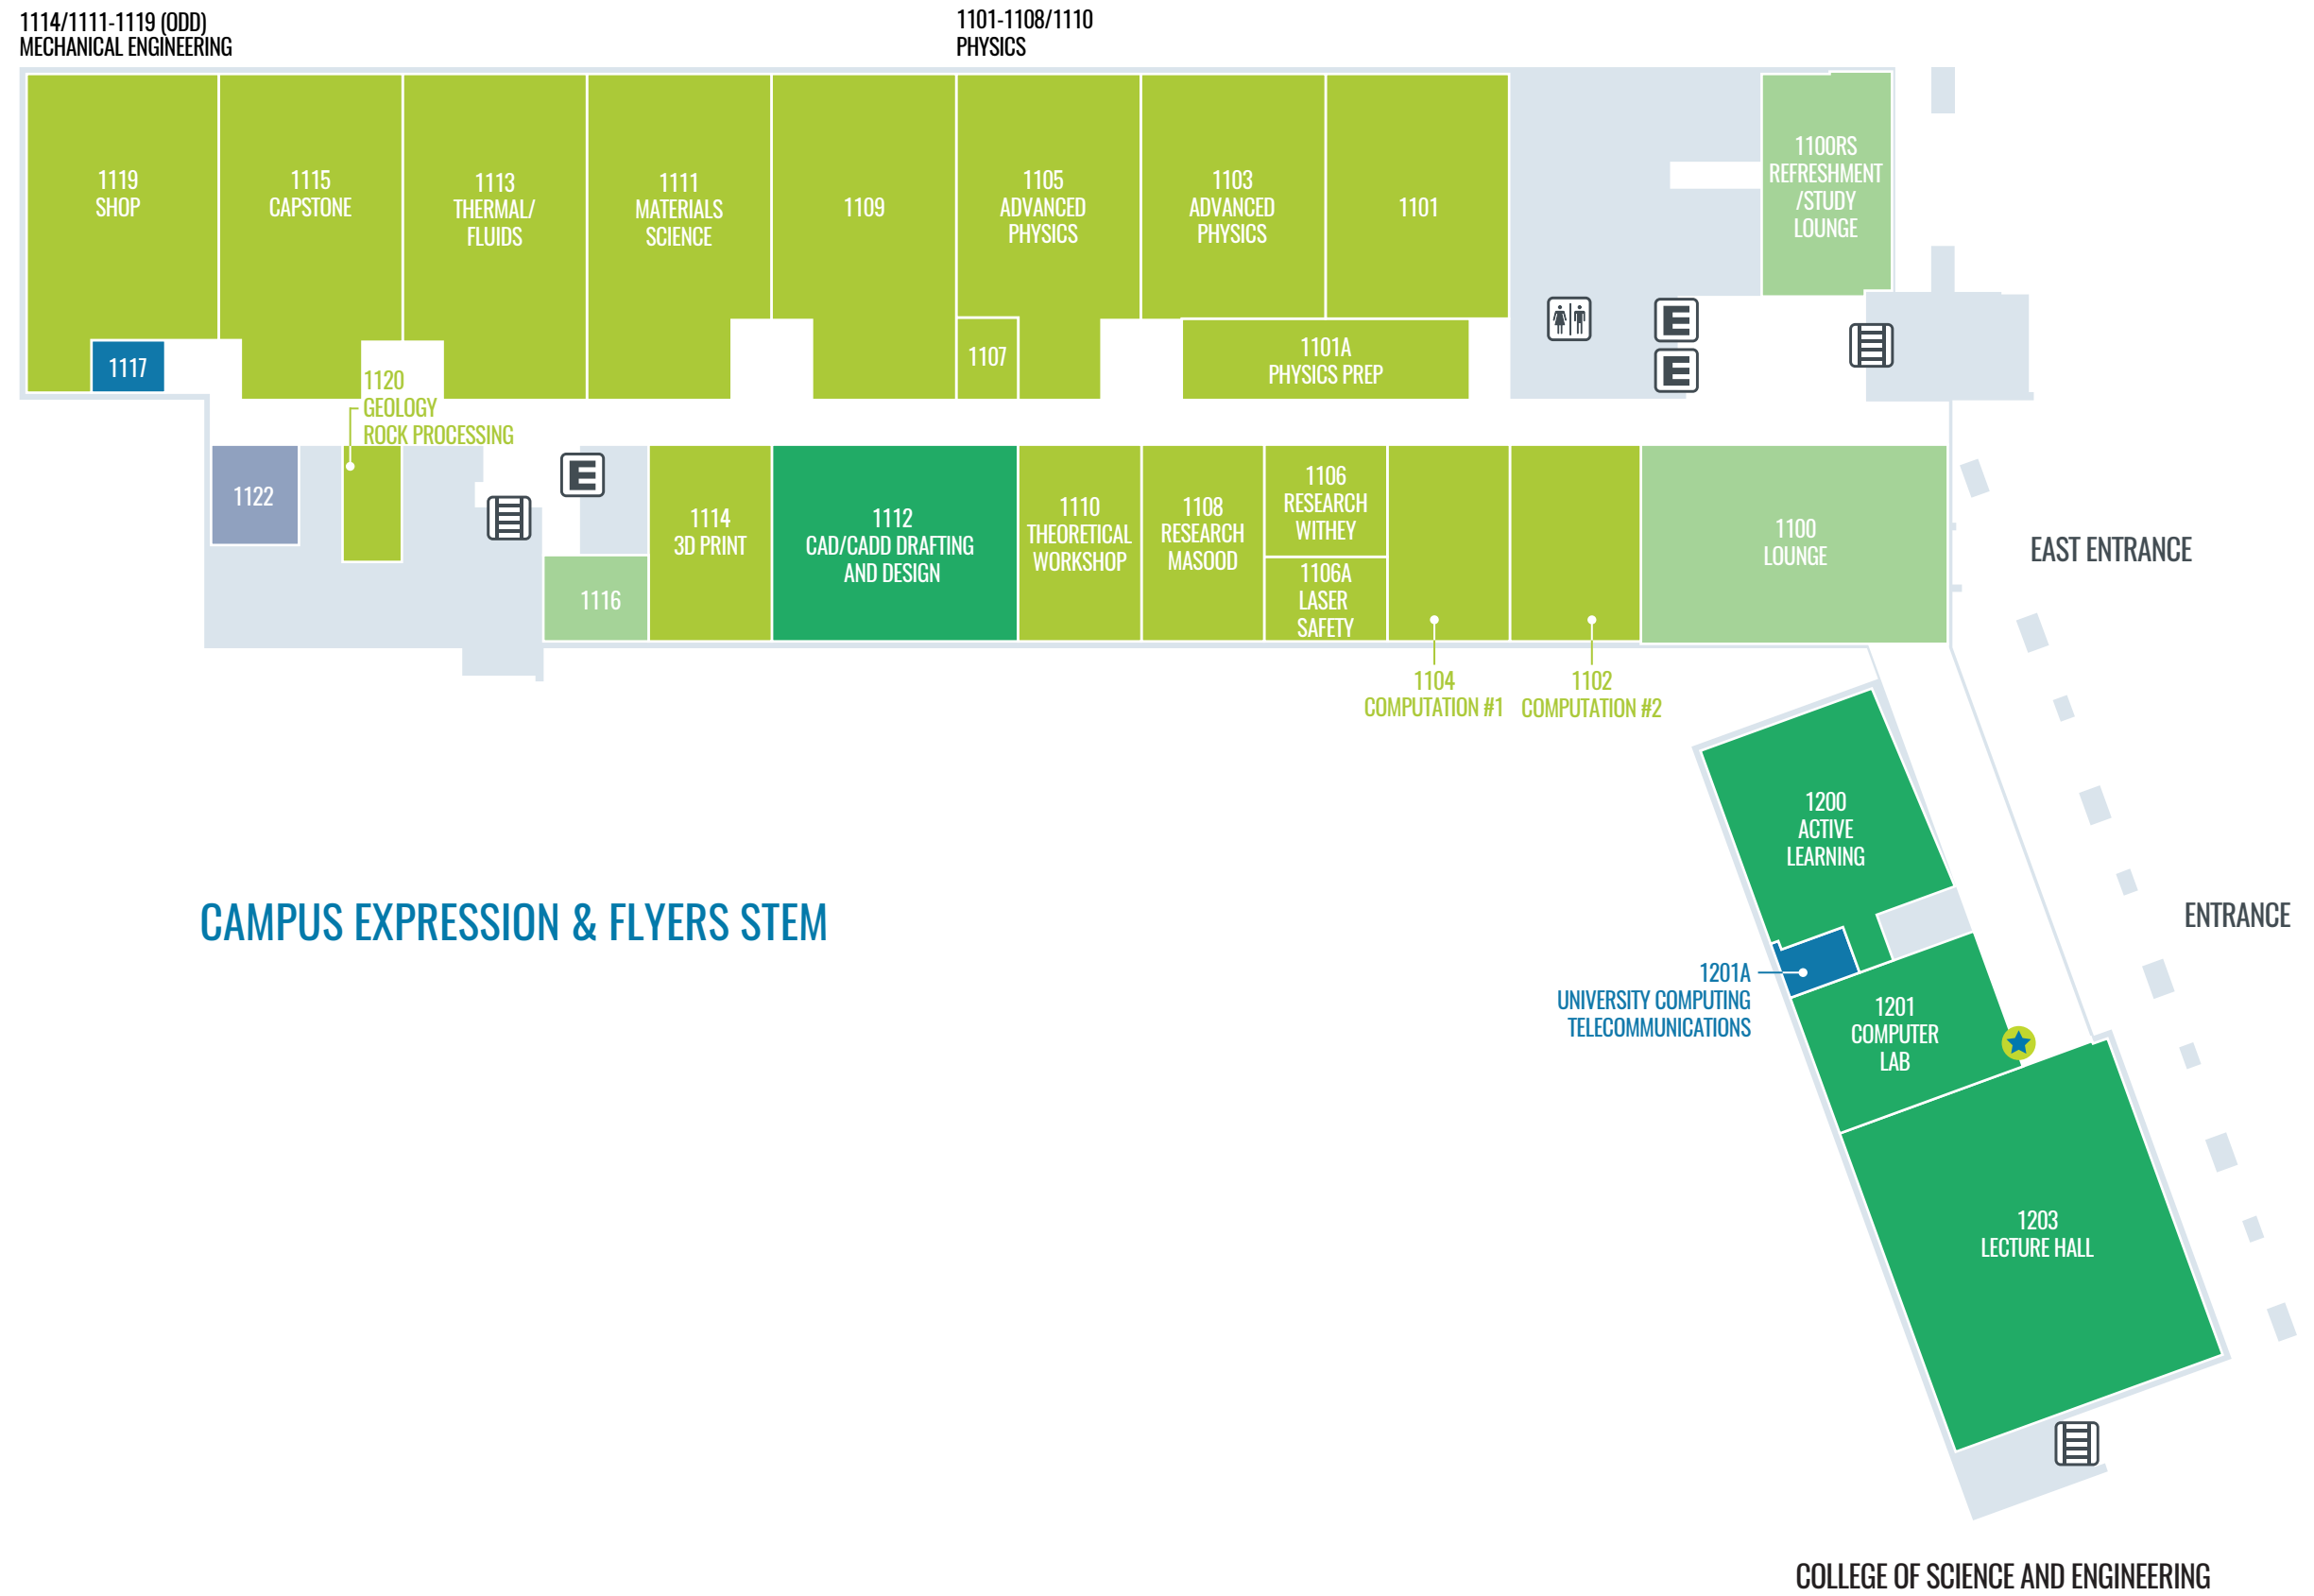 1114/1111-1119 (ODD)
MECHANICAL ENGINEERING
1101-1108/1110
PHYSICS
1119
SHOP
1115
CAPSTONE
1113
THERMAL/
FLUIDS
1111
MATERIALS
SCIENCE
1109
1105
ADVANCED
PHYSICS
1103
ADVANCED
PHYSICS
1101
1100RS
REFRESHMENT
/STUDY
LOUNGE
1117
1107
1101A
PHYSICS PREP
E
E
1120
GEOLOGY
ROCK PROCESSING
1122
E
1116
1114
3D PRINT
1112
CAD/CADD DRAFTING
AND DESIGN
1110
THEORETICAL
WORKSHOP
1108
RESEARCH
MASOOD
1106
RESEARCH
WITHEY
1106A
LASER
SAFETY
1104
COMPUTATION #1
1102
COMPUTATION #2
1100
LOUNGE
EAST ENTRANCE
1200
ACTIVE
LEARNING
CAMPUS EXPRESSION & FLYERS STEM
ENTRANCE
1201A
UNIVERSITY COMPUTING
TELECOMMUNICATIONS
1201
COMPUTER
LAB
1203
LECTURE HALL
COLLEGE OF SCIENCE AND ENGINEERING